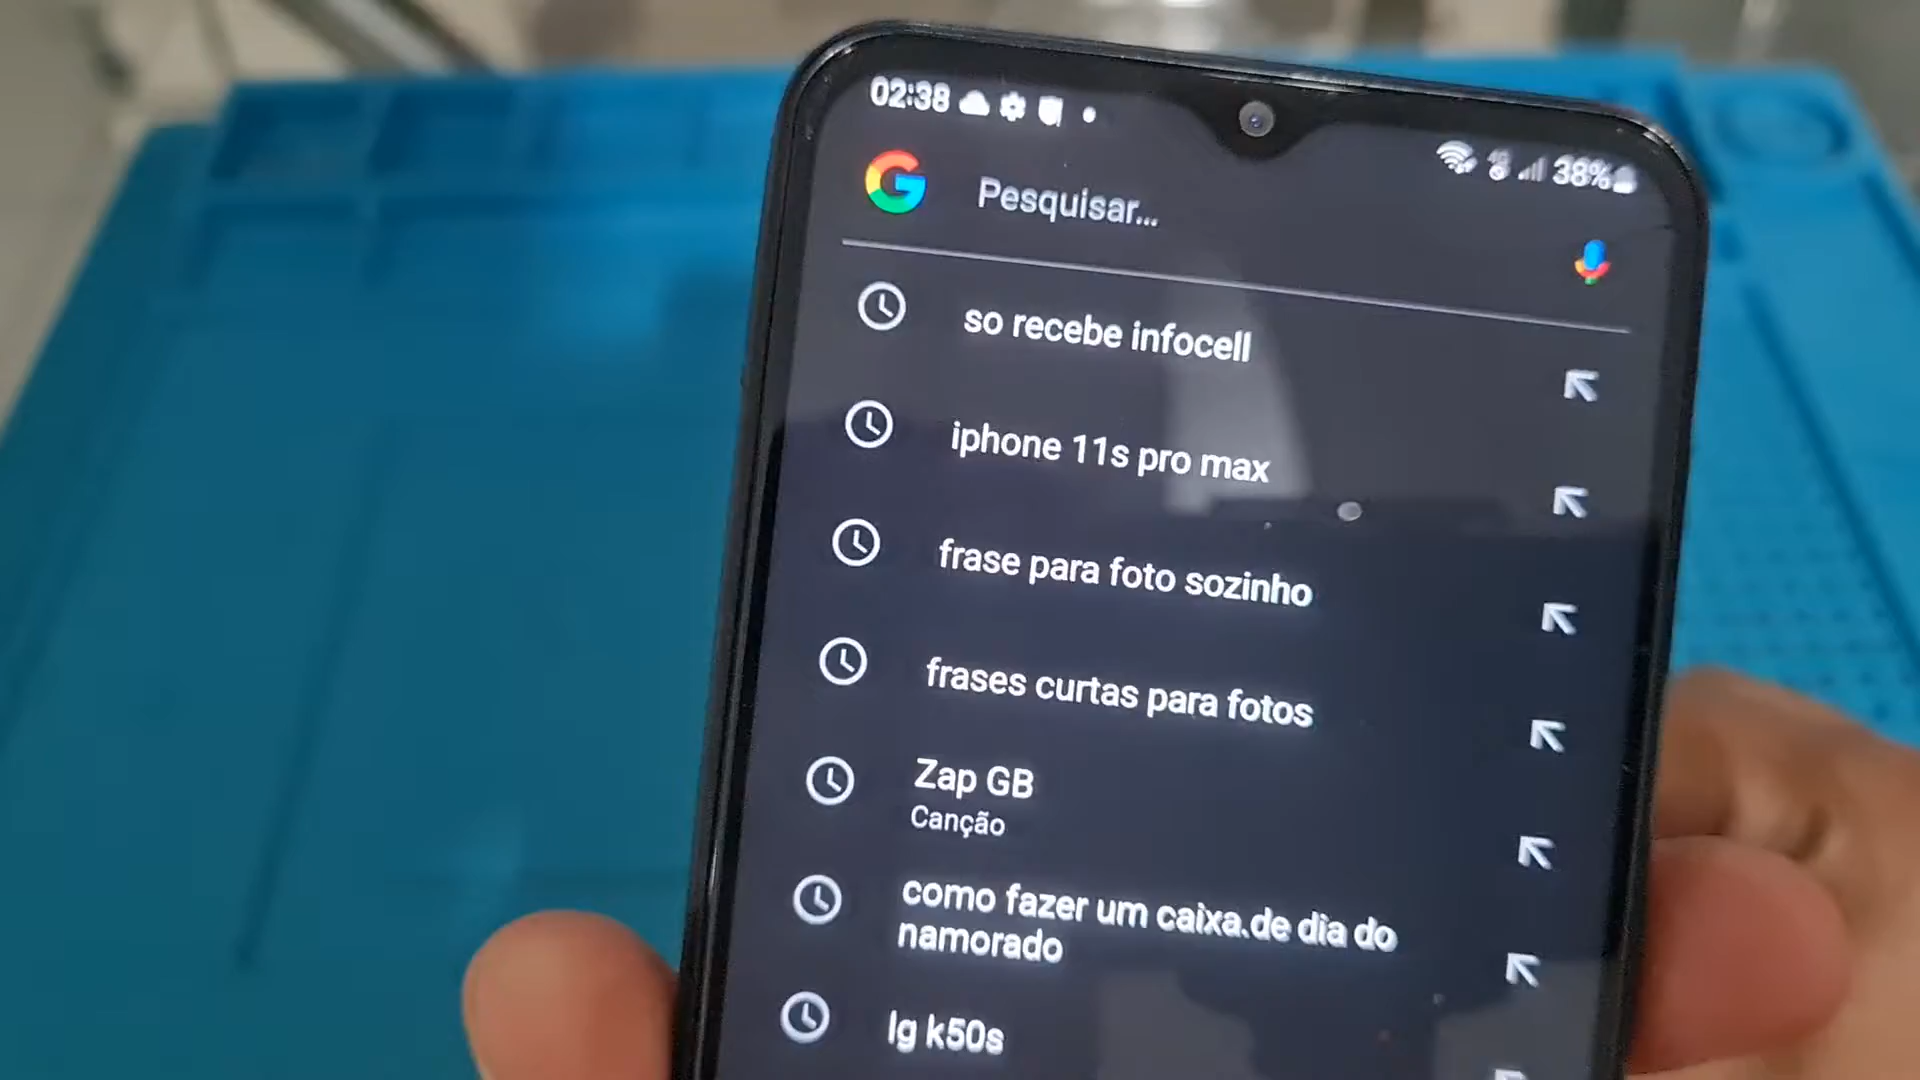 02:38
38%
Pesquisar...
so recebe infocell
iphone 11s pro max
frase para foto sozinho
frases curtas para fotos
Zap GB
Canção
como fazer um caixa.de dia do
namorado
lg k50s